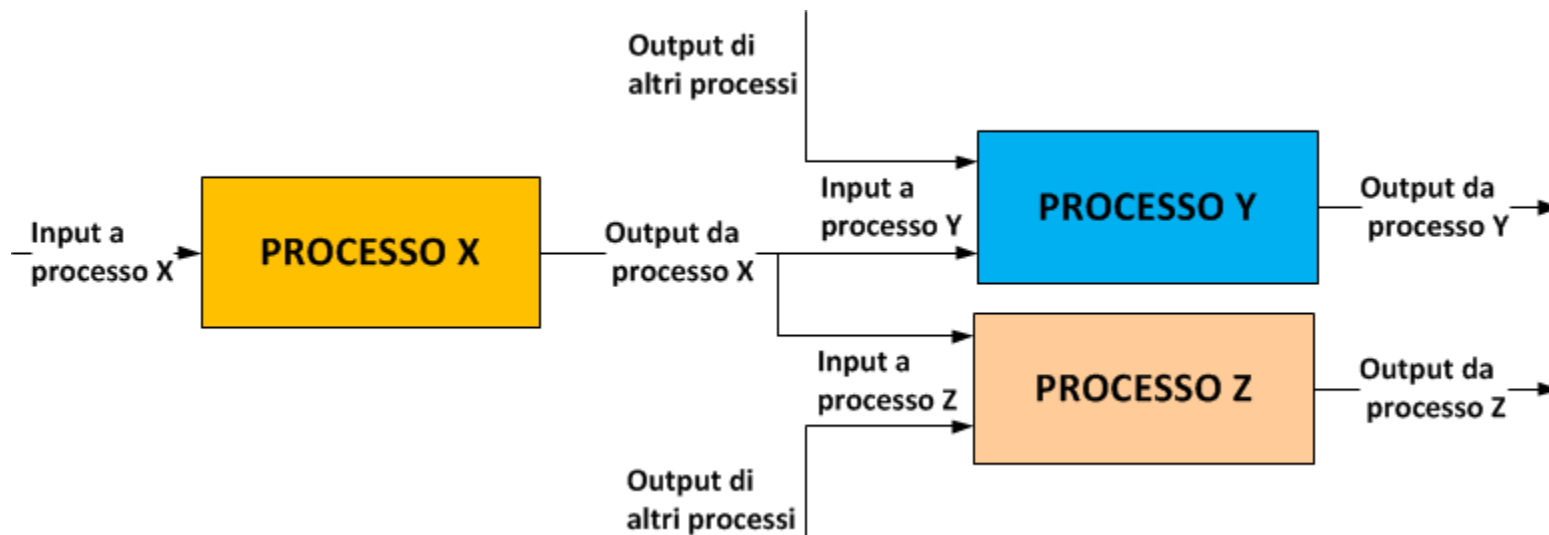 Output di
altri processi
Input a
processo X
PROCESSO X
Output da
processo X
Input a
processo Y
PROCESSO Y
Output da
processo Y
Input a
processo Z
PROCESSO Z
Output da
processo Z
Output di
altri processi